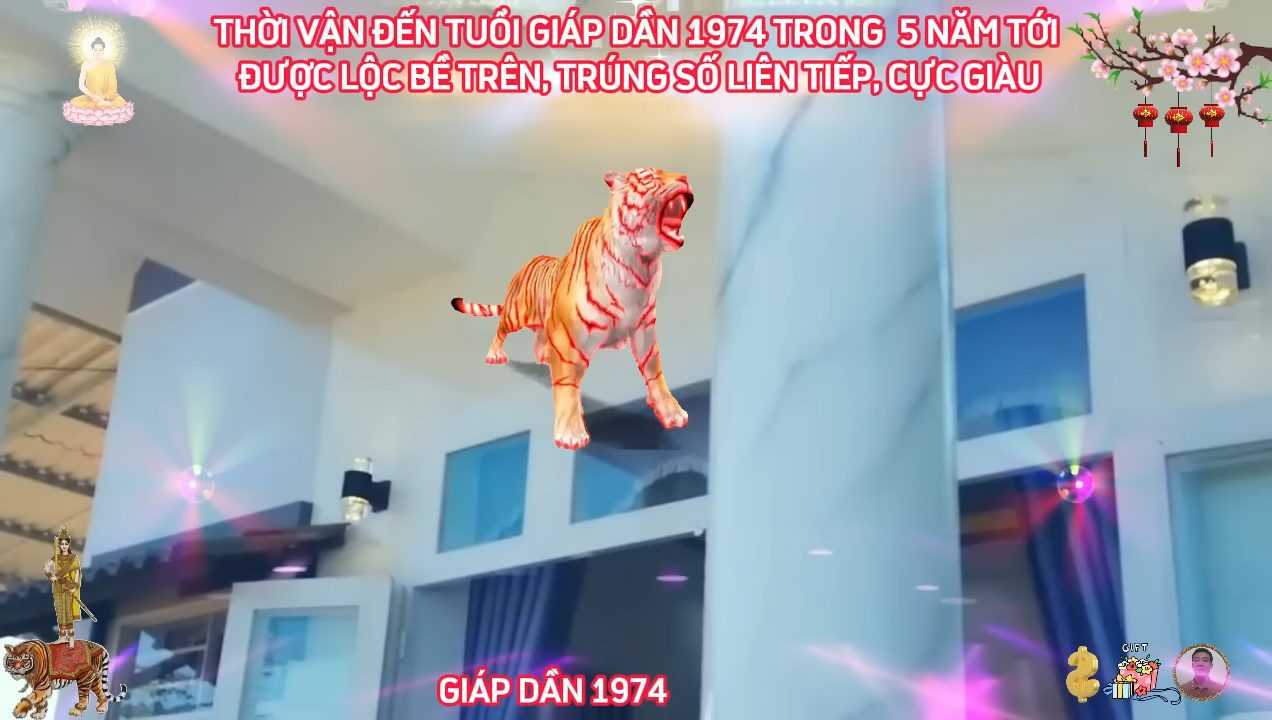 THỜI VẬN ĐẾN TUỔI GIÁP DẦN 1974 TRONG 5 NĂM TỚI
ĐƯỢC LỘC BỀ TRÊN, TRÚNG SỐ LIÊN TIẾP, CỰC GIÀU
GIFT
GIÁP DẦN 1974